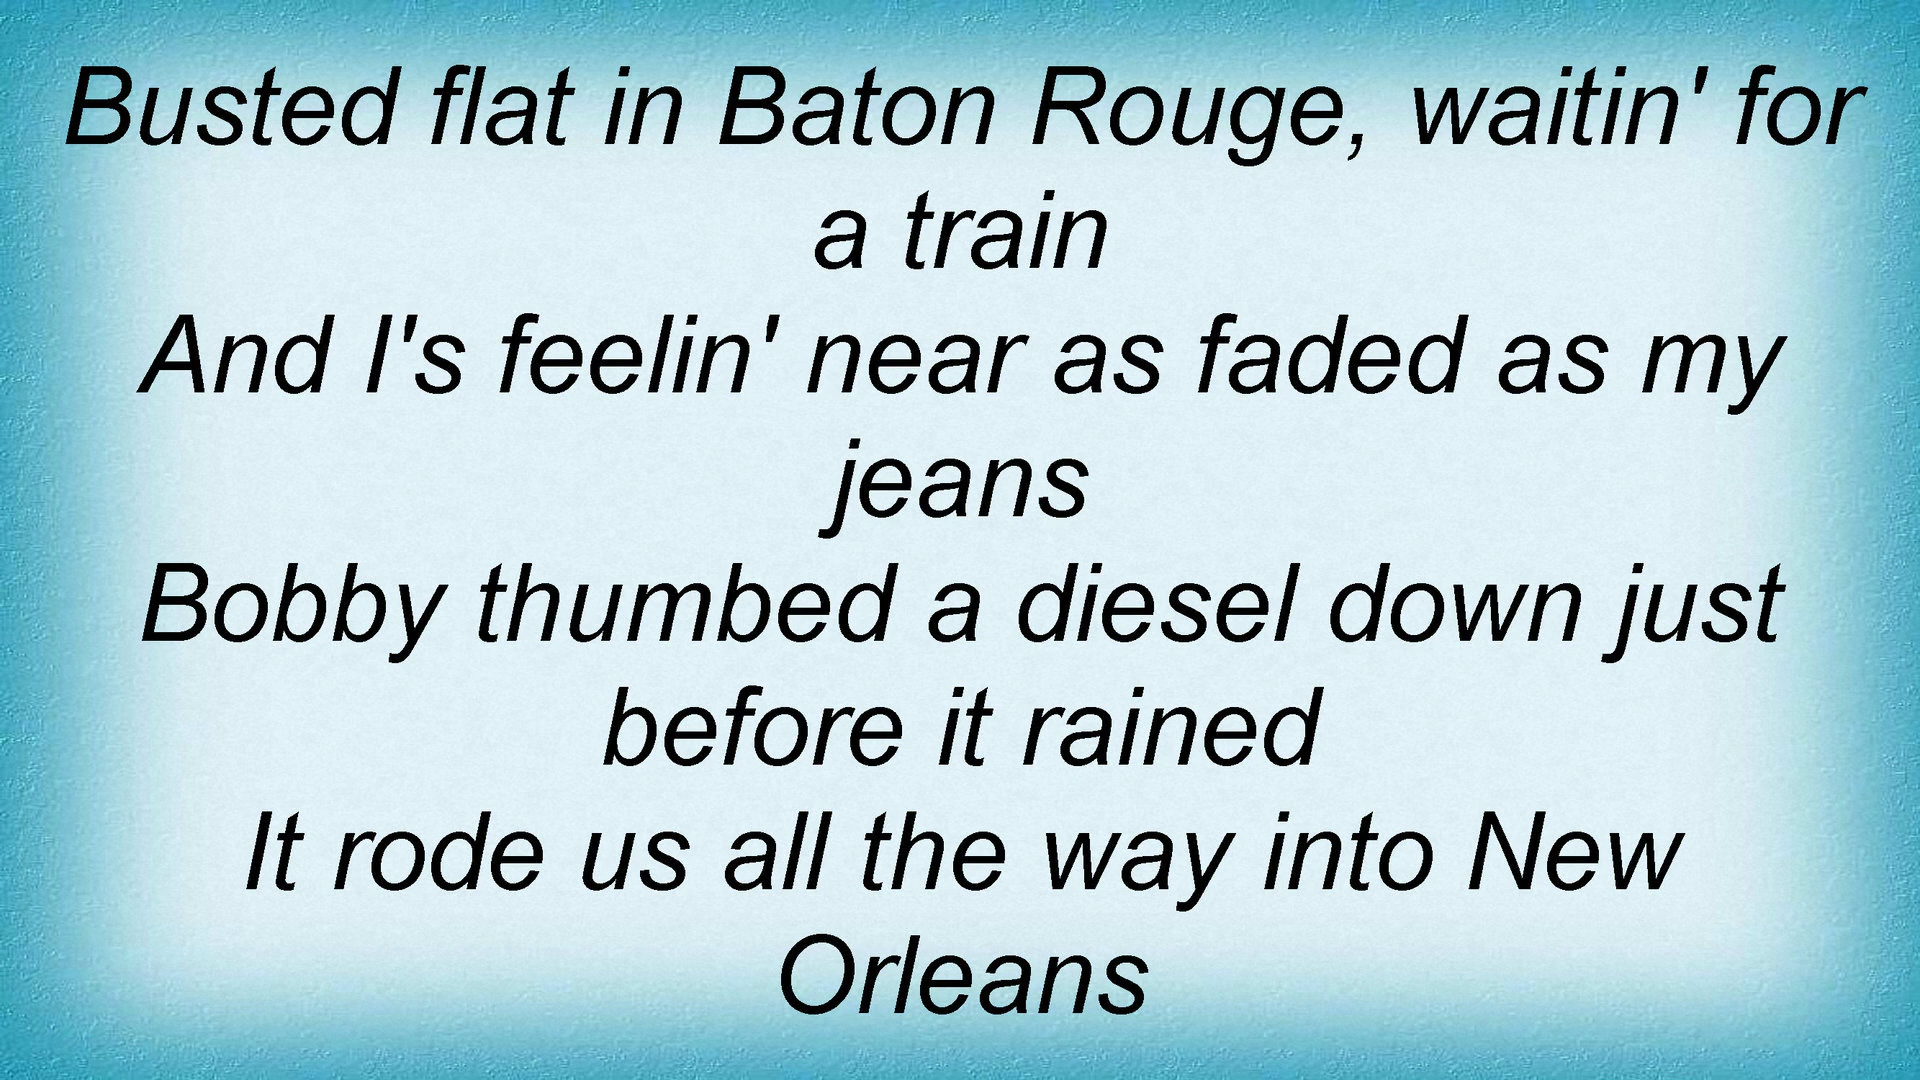 Busted flat in Baton Rouge, waitin' for
a train
And I's feelin' near as faded as my
jeans
Bobby thumbed a diesel down just
before it rained
It rode us all the way into New
Orleans